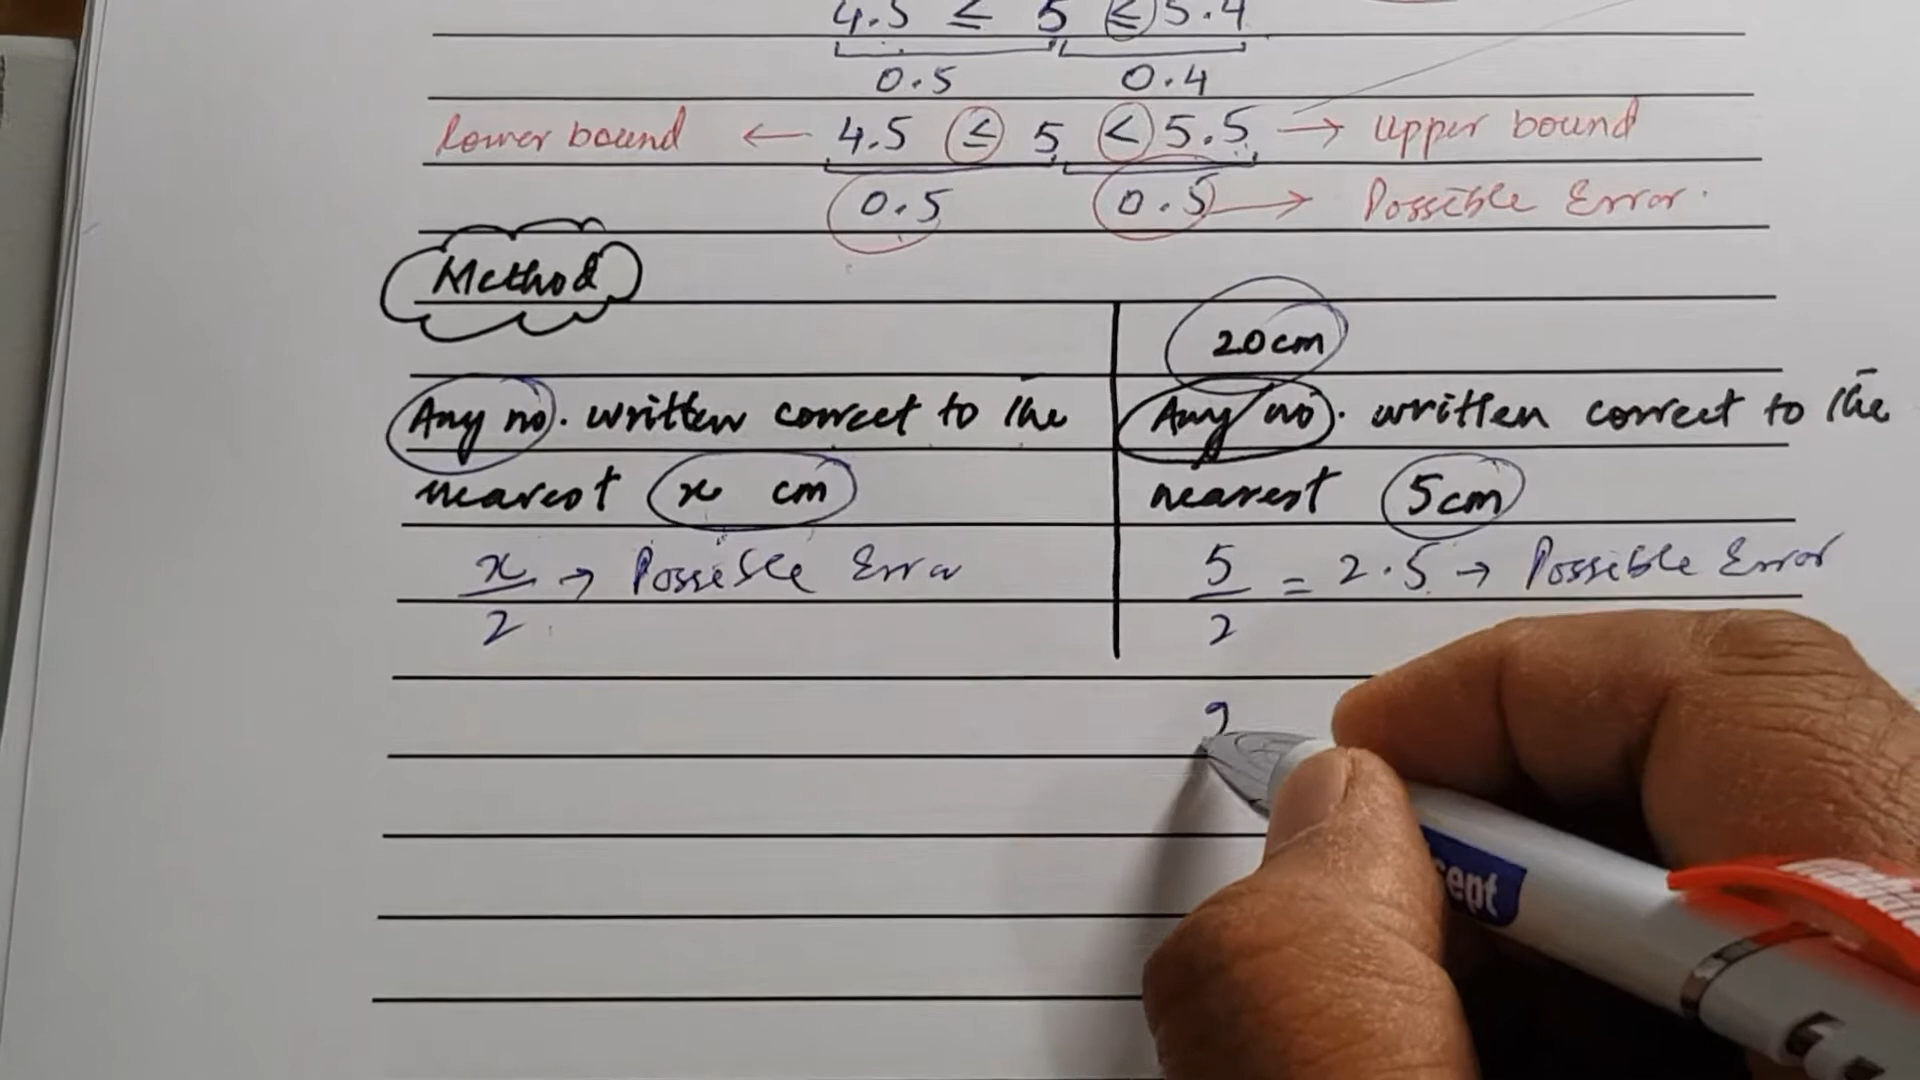 4.5 ≤ 5 ≤ 5.4
0.5 0.4
Lower bound ← 4.5 ≤ 5 < 5.5 → upper bound
0.5 0.5 → Possible Error.
Method
20cm
Any no. written correct to the
nearest x cm
x/2 → Possible Error
Any no. written correct to the
nearest 5cm
5/2 = 2.5 → Possible Error